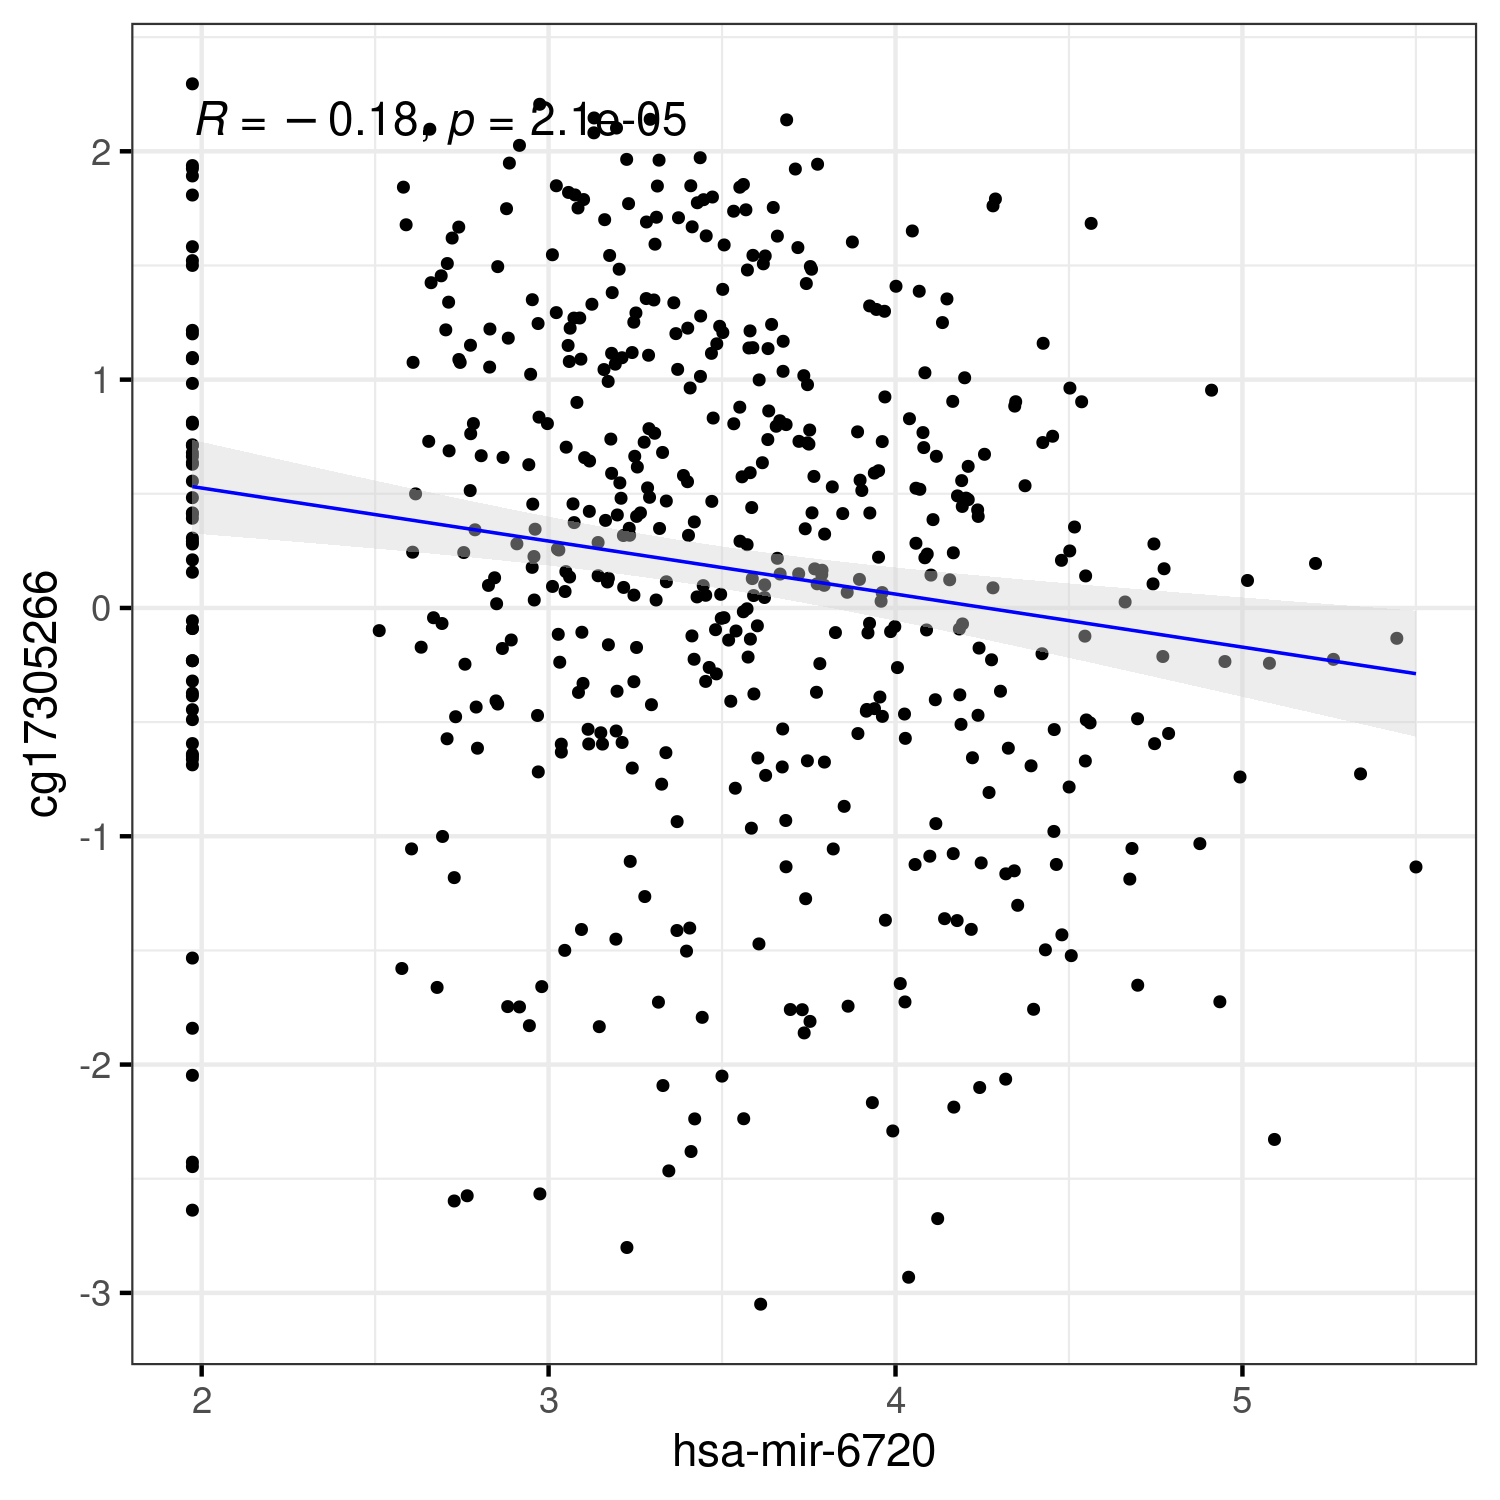 R = − 0.18, p = 2.1e-05
2
1
0
-1
-2
-3
cg17305266
2 3 4 5
hsa-mir-6720